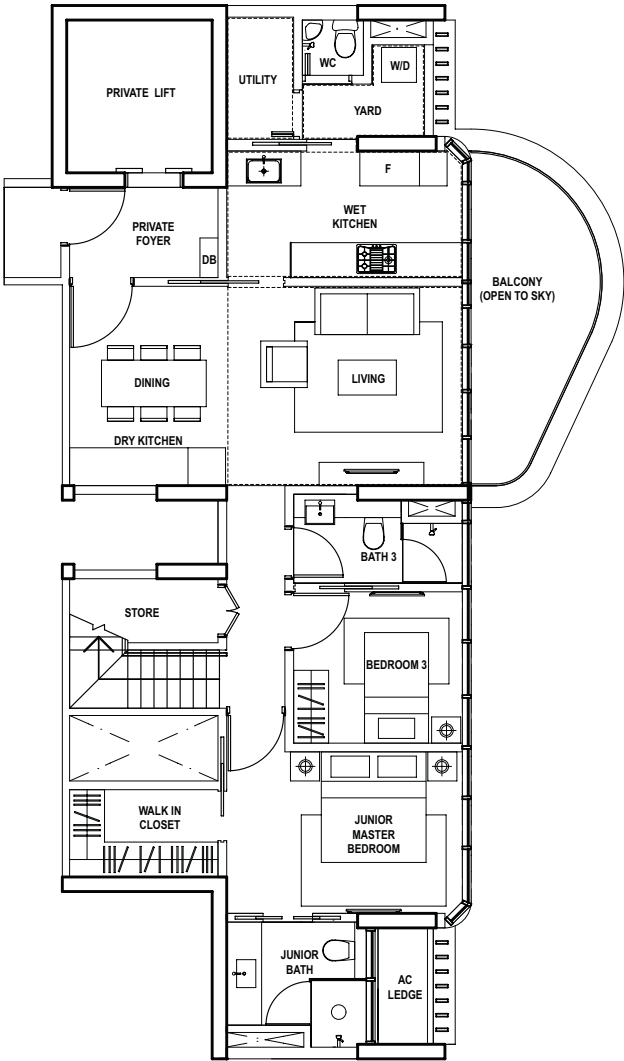 PRIVATE LIFT
UTILITY
WC
W/D
YARD
F
WET
KITCHEN
PRIVATE
FOYER
DB
BALCONY
(OPEN TO SKY)
DINING
LIVING
DRY KITCHEN
BATH 3
STORE
BEDROOM 3
WALK IN
CLOSET
JUNIOR
MASTER
BEDROOM
JUNIOR
BATH
AC
LEDGE